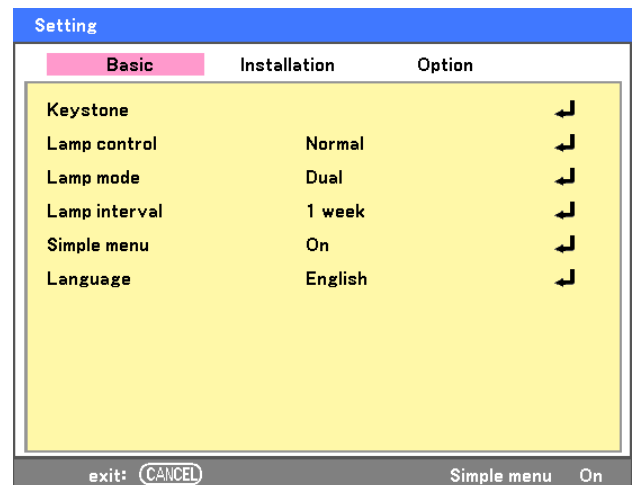 Setting
Basic Installation Option
Keystone
Lamp control Normal
Lamp mode Dual
Lamp interval 1 week
Simple menu On
Language English
exit: CANCEL Simple menu On